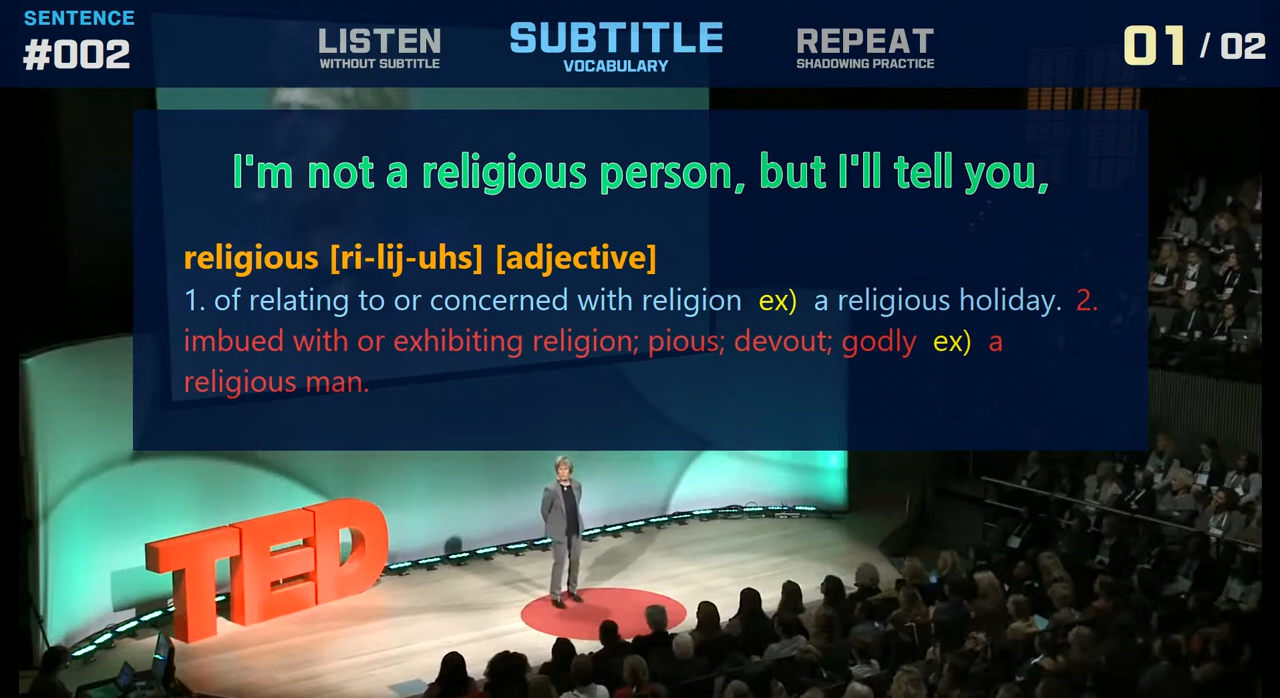 SENTENCE
#002
LISTEN
WITHOUT SUBTITLE
SUBTITLE
VOCABULARY
REPEAT
SHADOWING PRACTICE
01 / 02
I'm not a religious person, but I'll tell you,
religious [ri-lij-uhs] [adjective]
1. of relating to or concerned with religion ex) a religious holiday. 2.
imbued with or exhibiting religion; pious; devout; godly ex) a
religious man.
TED